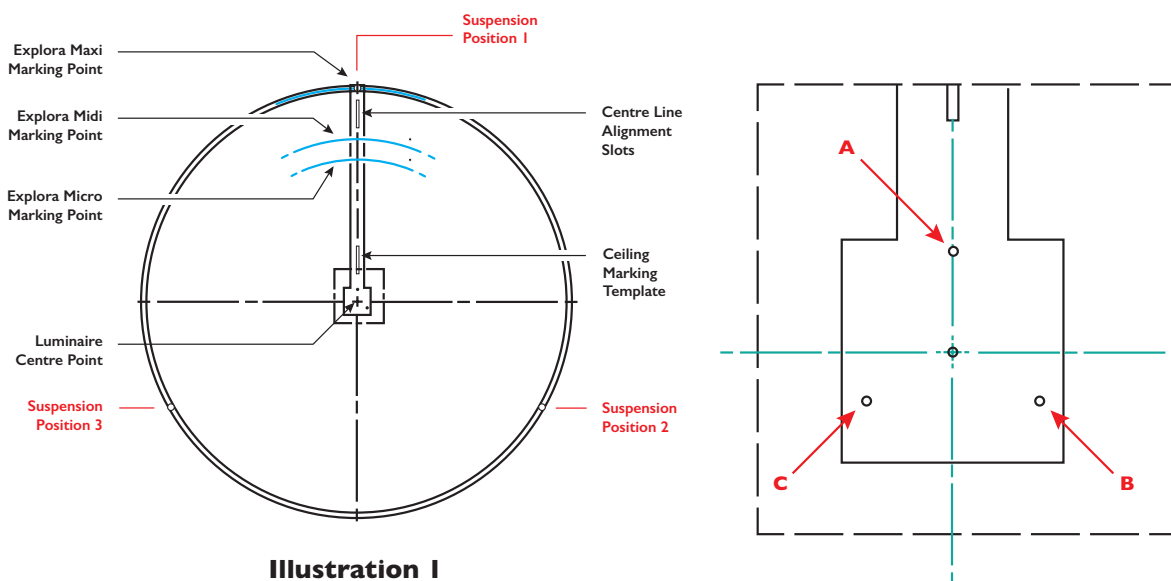 Suspension
Position 1
Explora Maxi
Marking Point
Explora Midi
Marking Point
Centre Line
Alignment
Slots
Explora Micro
Marking Point
Ceiling
Marking
Template
Luminaire
Centre Point
Suspension
Position 3
Suspension
Position 2
Illustration 1
A
C
B